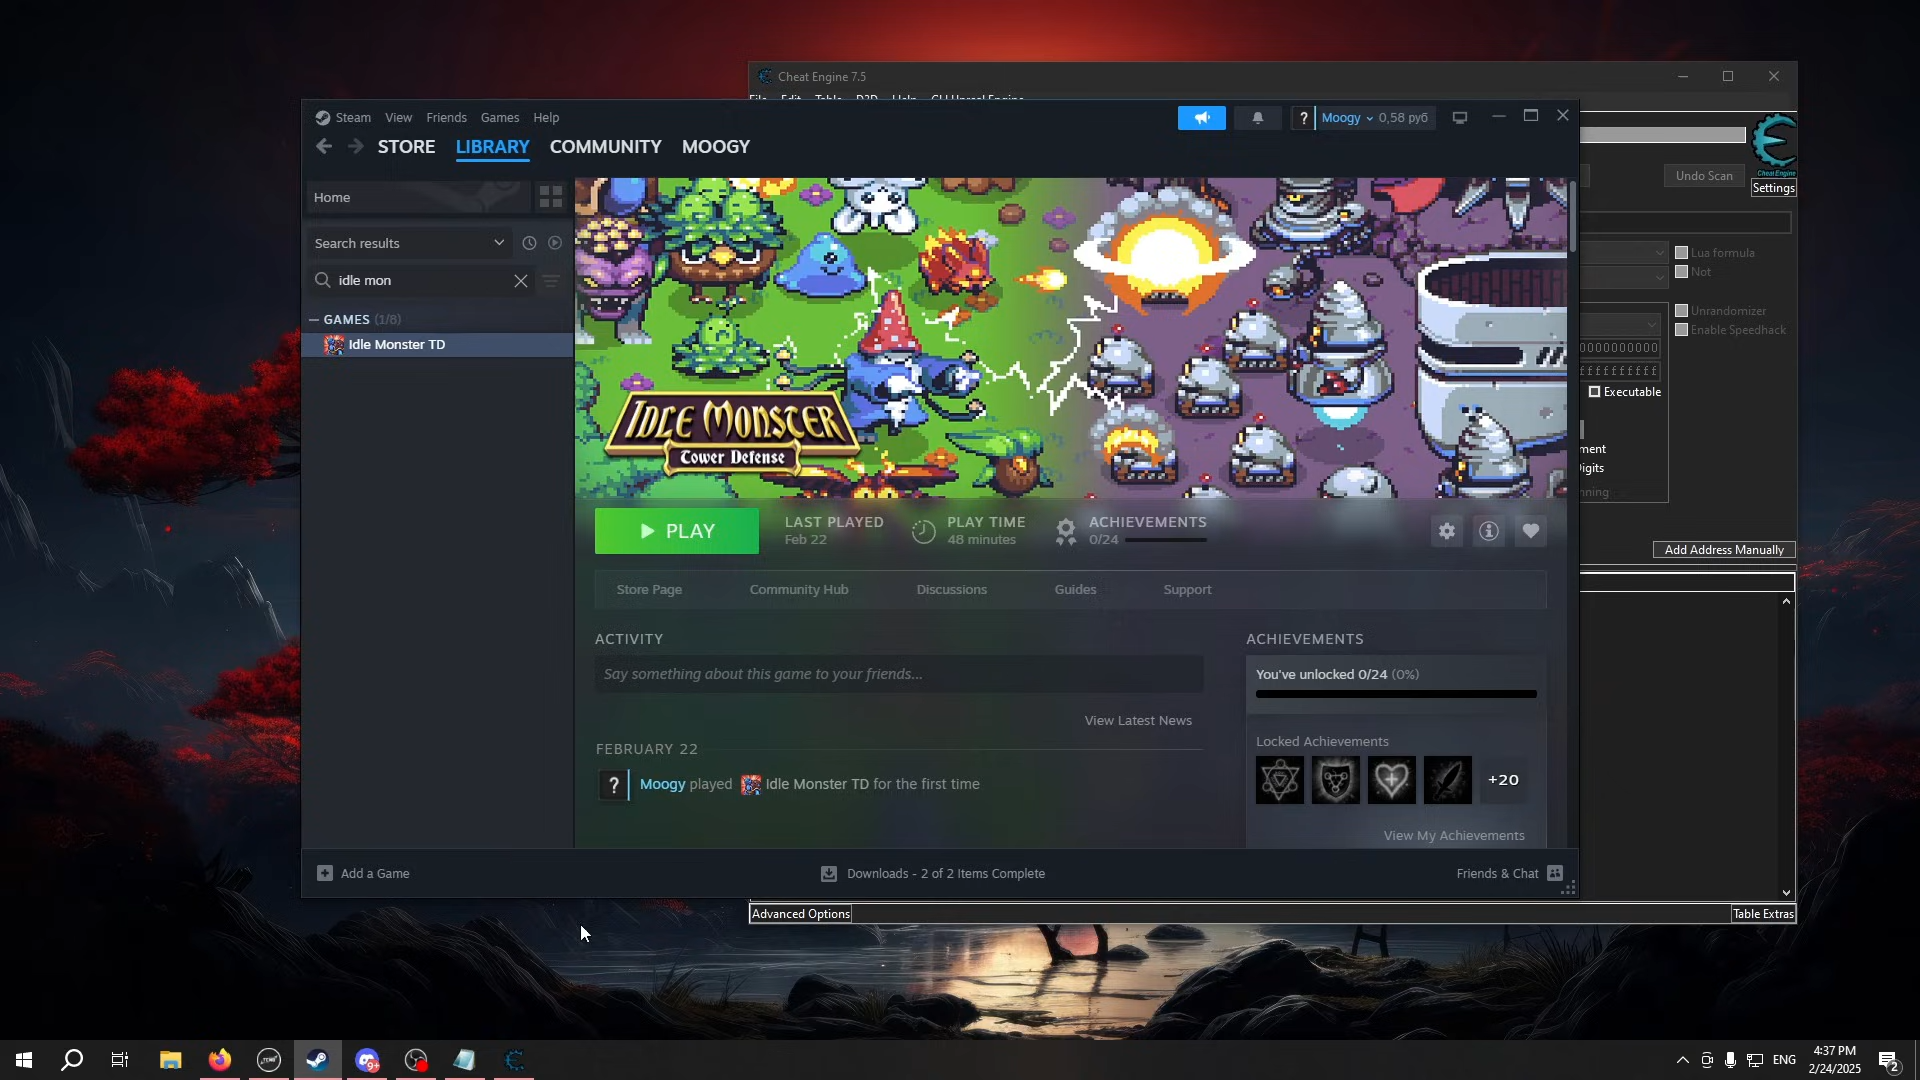 Cheat Engine 7.5
Steam View Friends Games Help
Moogy 0,58 руб
STORE LIBRARY COMMUNITY MOOGY
Cheat Engine
Undo Scan
Settings
Home
Search results
idle mon
GAMES (1/8)
Idle Monster TD
IDLE MONSTER
Tower Defense
Lua formula
Not
Unrandomizer
Enable Speedhack
Executable
PLAY
LAST PLAYED
Feb 22
PLAY TIME
48 minutes
ACHIEVEMENTS
0/24
Add Address Manually
Store Page Community Hub Discussions Guides Support
ACTIVITY
Say something about this game to your friends...
View Latest News
FEBRUARY 22
Moogy played Idle Monster TD for the first time
ACHIEVEMENTS
You've unlocked 0/24 (0%)
Locked Achievements
+20
View My Achievements
Add a Game
Downloads - 2 of 2 Items Complete
Friends & Chat
Advanced Options
Table Extras
9+
ENG
4:37 PM
2/24/2025
2